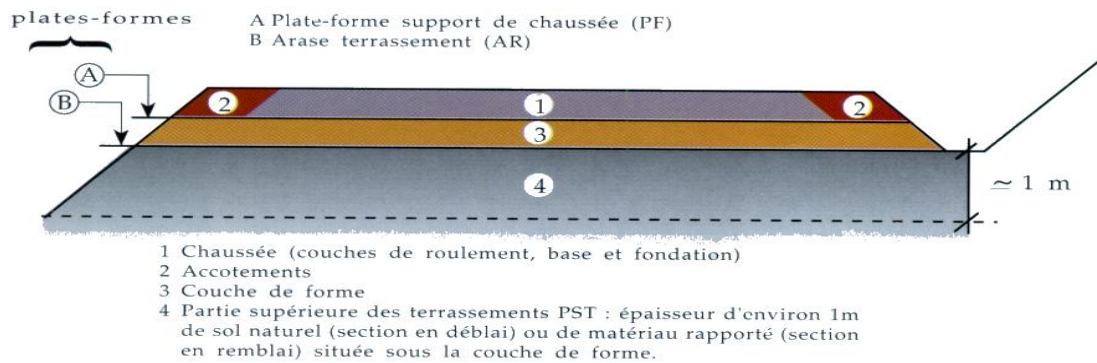 plates-formes
A Plate-forme support de chaussée (PF)
B Arase terrassement (AR)
A
B
2
1
2
3
4
≃ 1 m
1 Chaussée (couches de roulement, base et fondation)
2 Accotements
3 Couche de forme
4 Partie supérieure des terrassements PST : épaisseur d'environ 1m
de sol naturel (section en déblai) ou de matériau rapporté (section
en remblai) située sous la couche de forme.